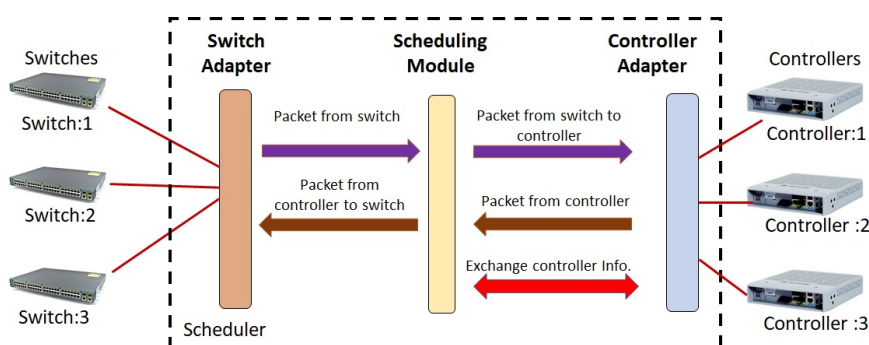 Switches
Switch:1
Switch:2
Switch:3
Switch
Adapter
Scheduling
Module
Controller
Adapter
Packet from switch
Packet from switch to
controller
Packet from
controller to switch
Packet from controller
Exchange controller Info.
Scheduler
Controllers
Controller:1
Controller :2
Controller :3